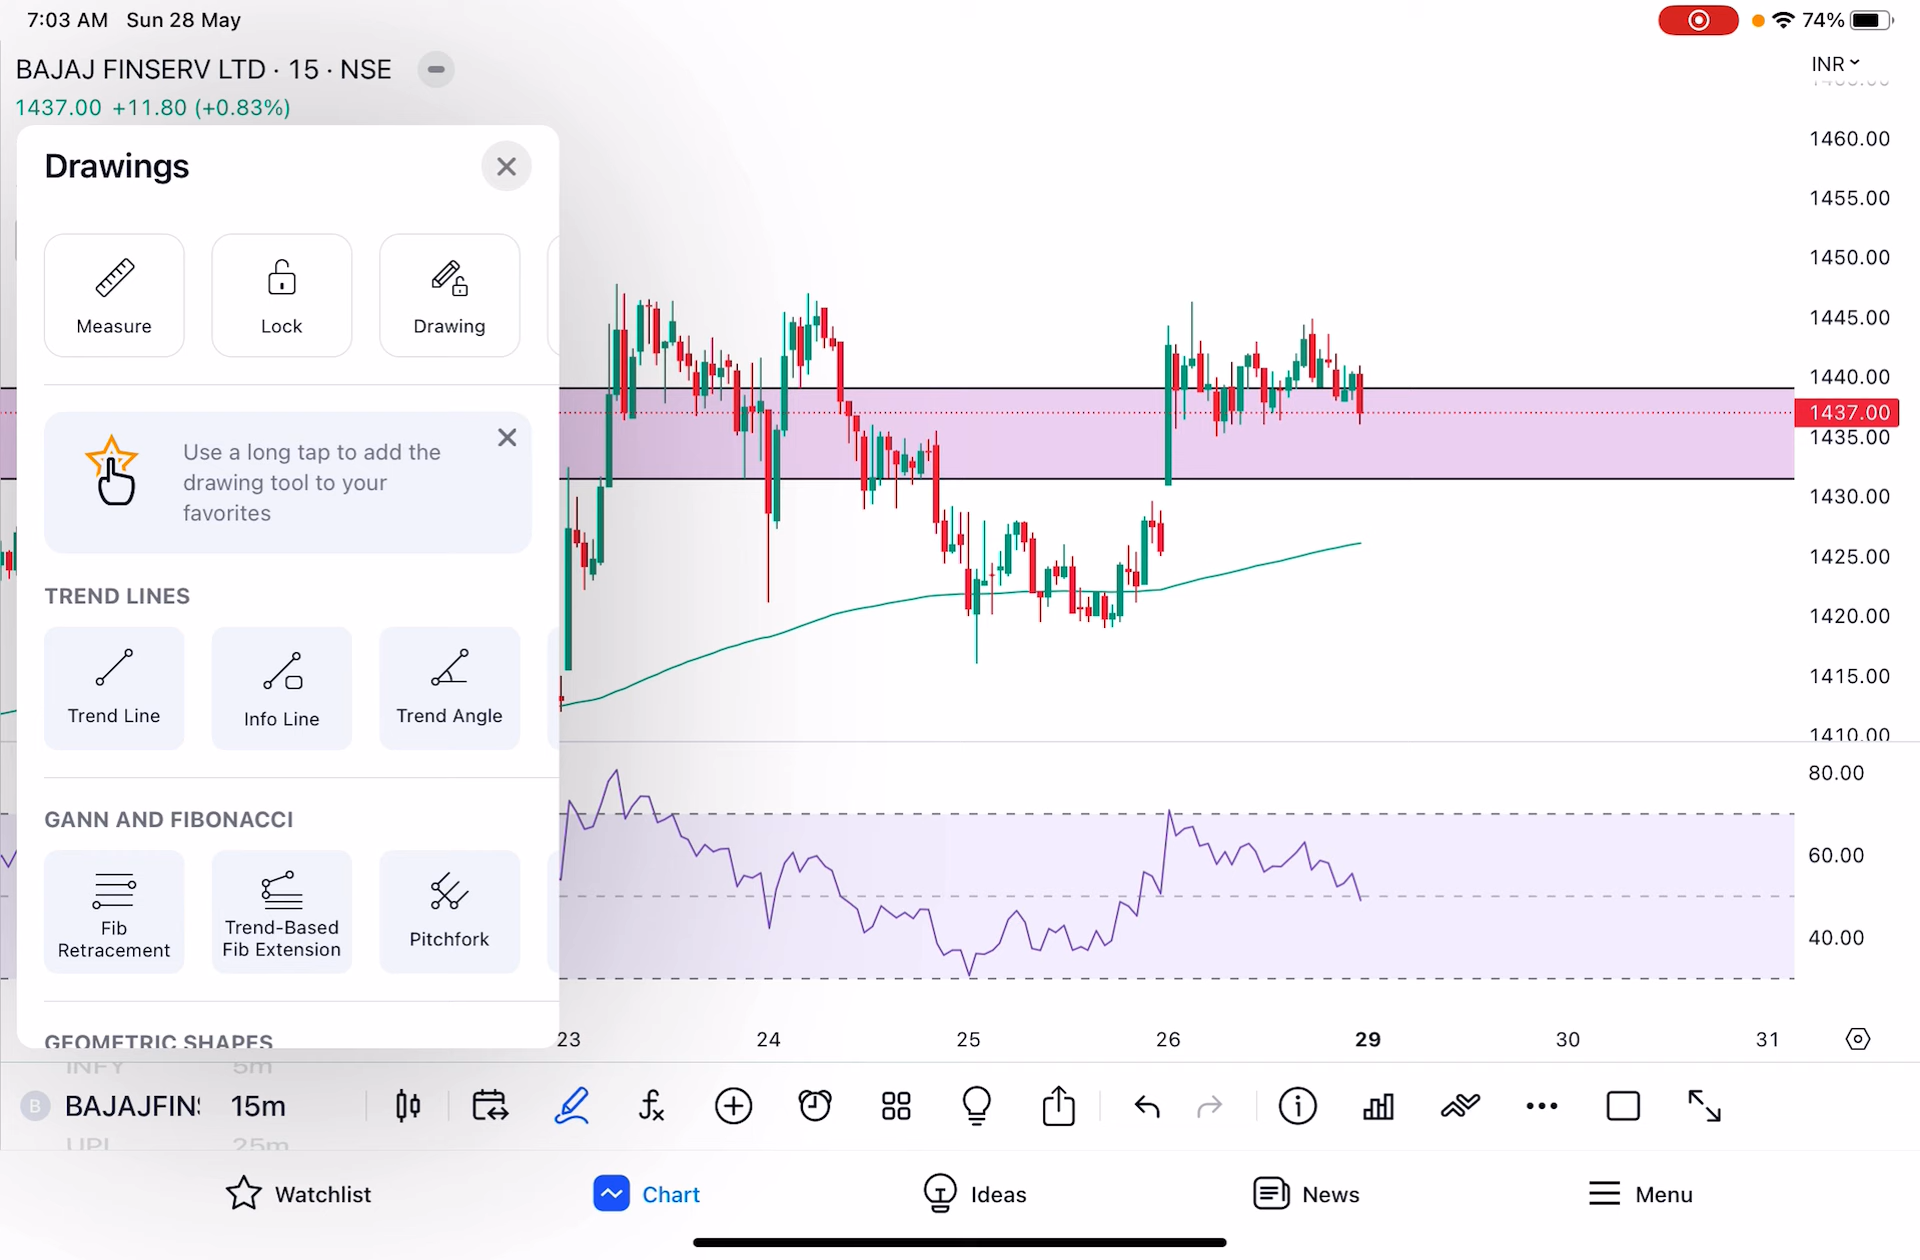 7:03 AM Sun 28 May
74%
BAJAJ FINSERV LTD · 15 · NSE
INR
1437.00 +11.80 (+0.83%)
Drawings
Measure
Lock
Drawing
Use a long tap to add the
drawing tool to your
favorites
TREND LINES
Trend Line
Info Line
Trend Angle
GANN AND FIBONACCI
Fib
Retracement
Trend-Based
Fib Extension
Pitchfork
GEOMETRIC SHAPES
1460.00
1455.00
1450.00
1445.00
1440.00
1437.00
1435.00
1430.00
1425.00
1420.00
1415.00
1410.00
80.00
60.00
40.00
23 24 25 26 29 30 31
INFY 5m
B BAJAJFIN 15m
UPL 25m
Watchlist
Chart
Ideas
News
Menu